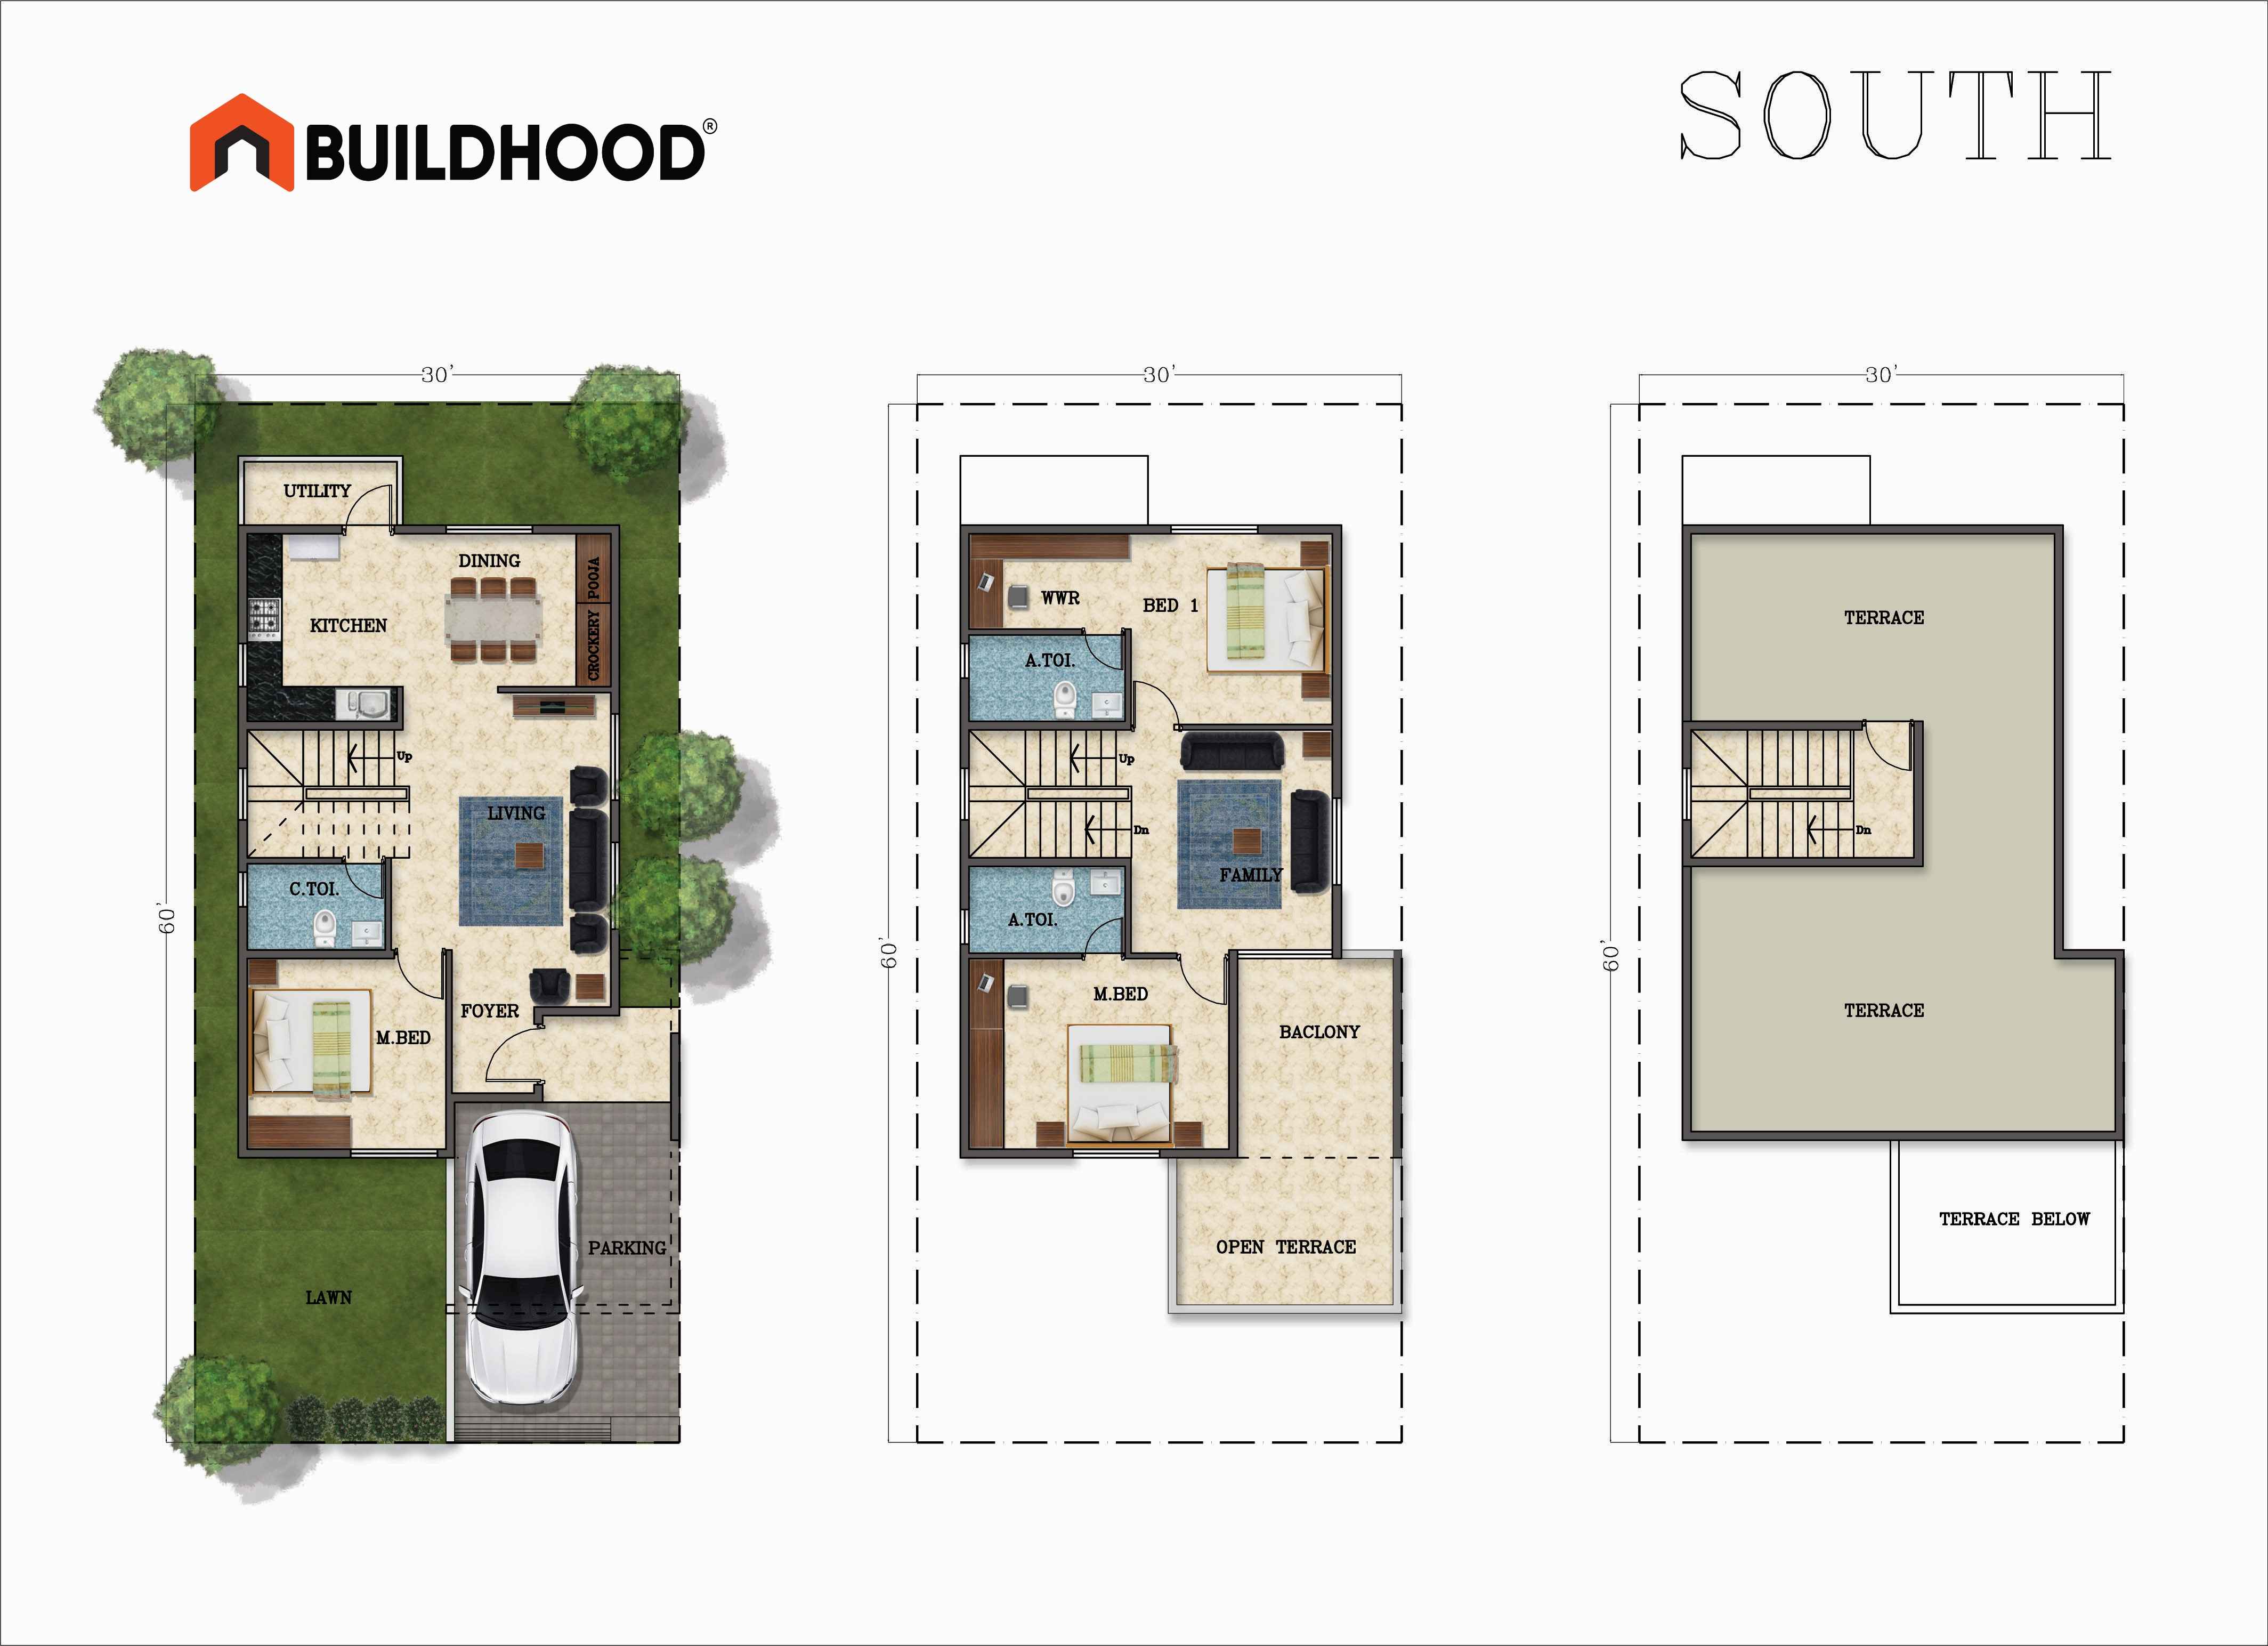 BUILDHOOD®
SOUTH
30'
60'
UTILITY
DINING
POOJA
CROCKERY
KITCHEN
Up
LIVING
C.TOI.
FOYER
M.BED
PARKING
LAWN
30'
60'
WWR
BED 1
A.TOI.
Up
Dn
FAMILY
A.TOI.
M.BED
BACLONY
OPEN TERRACE
30'
60'
TERRACE
Dn
TERRACE
TERRACE BELOW